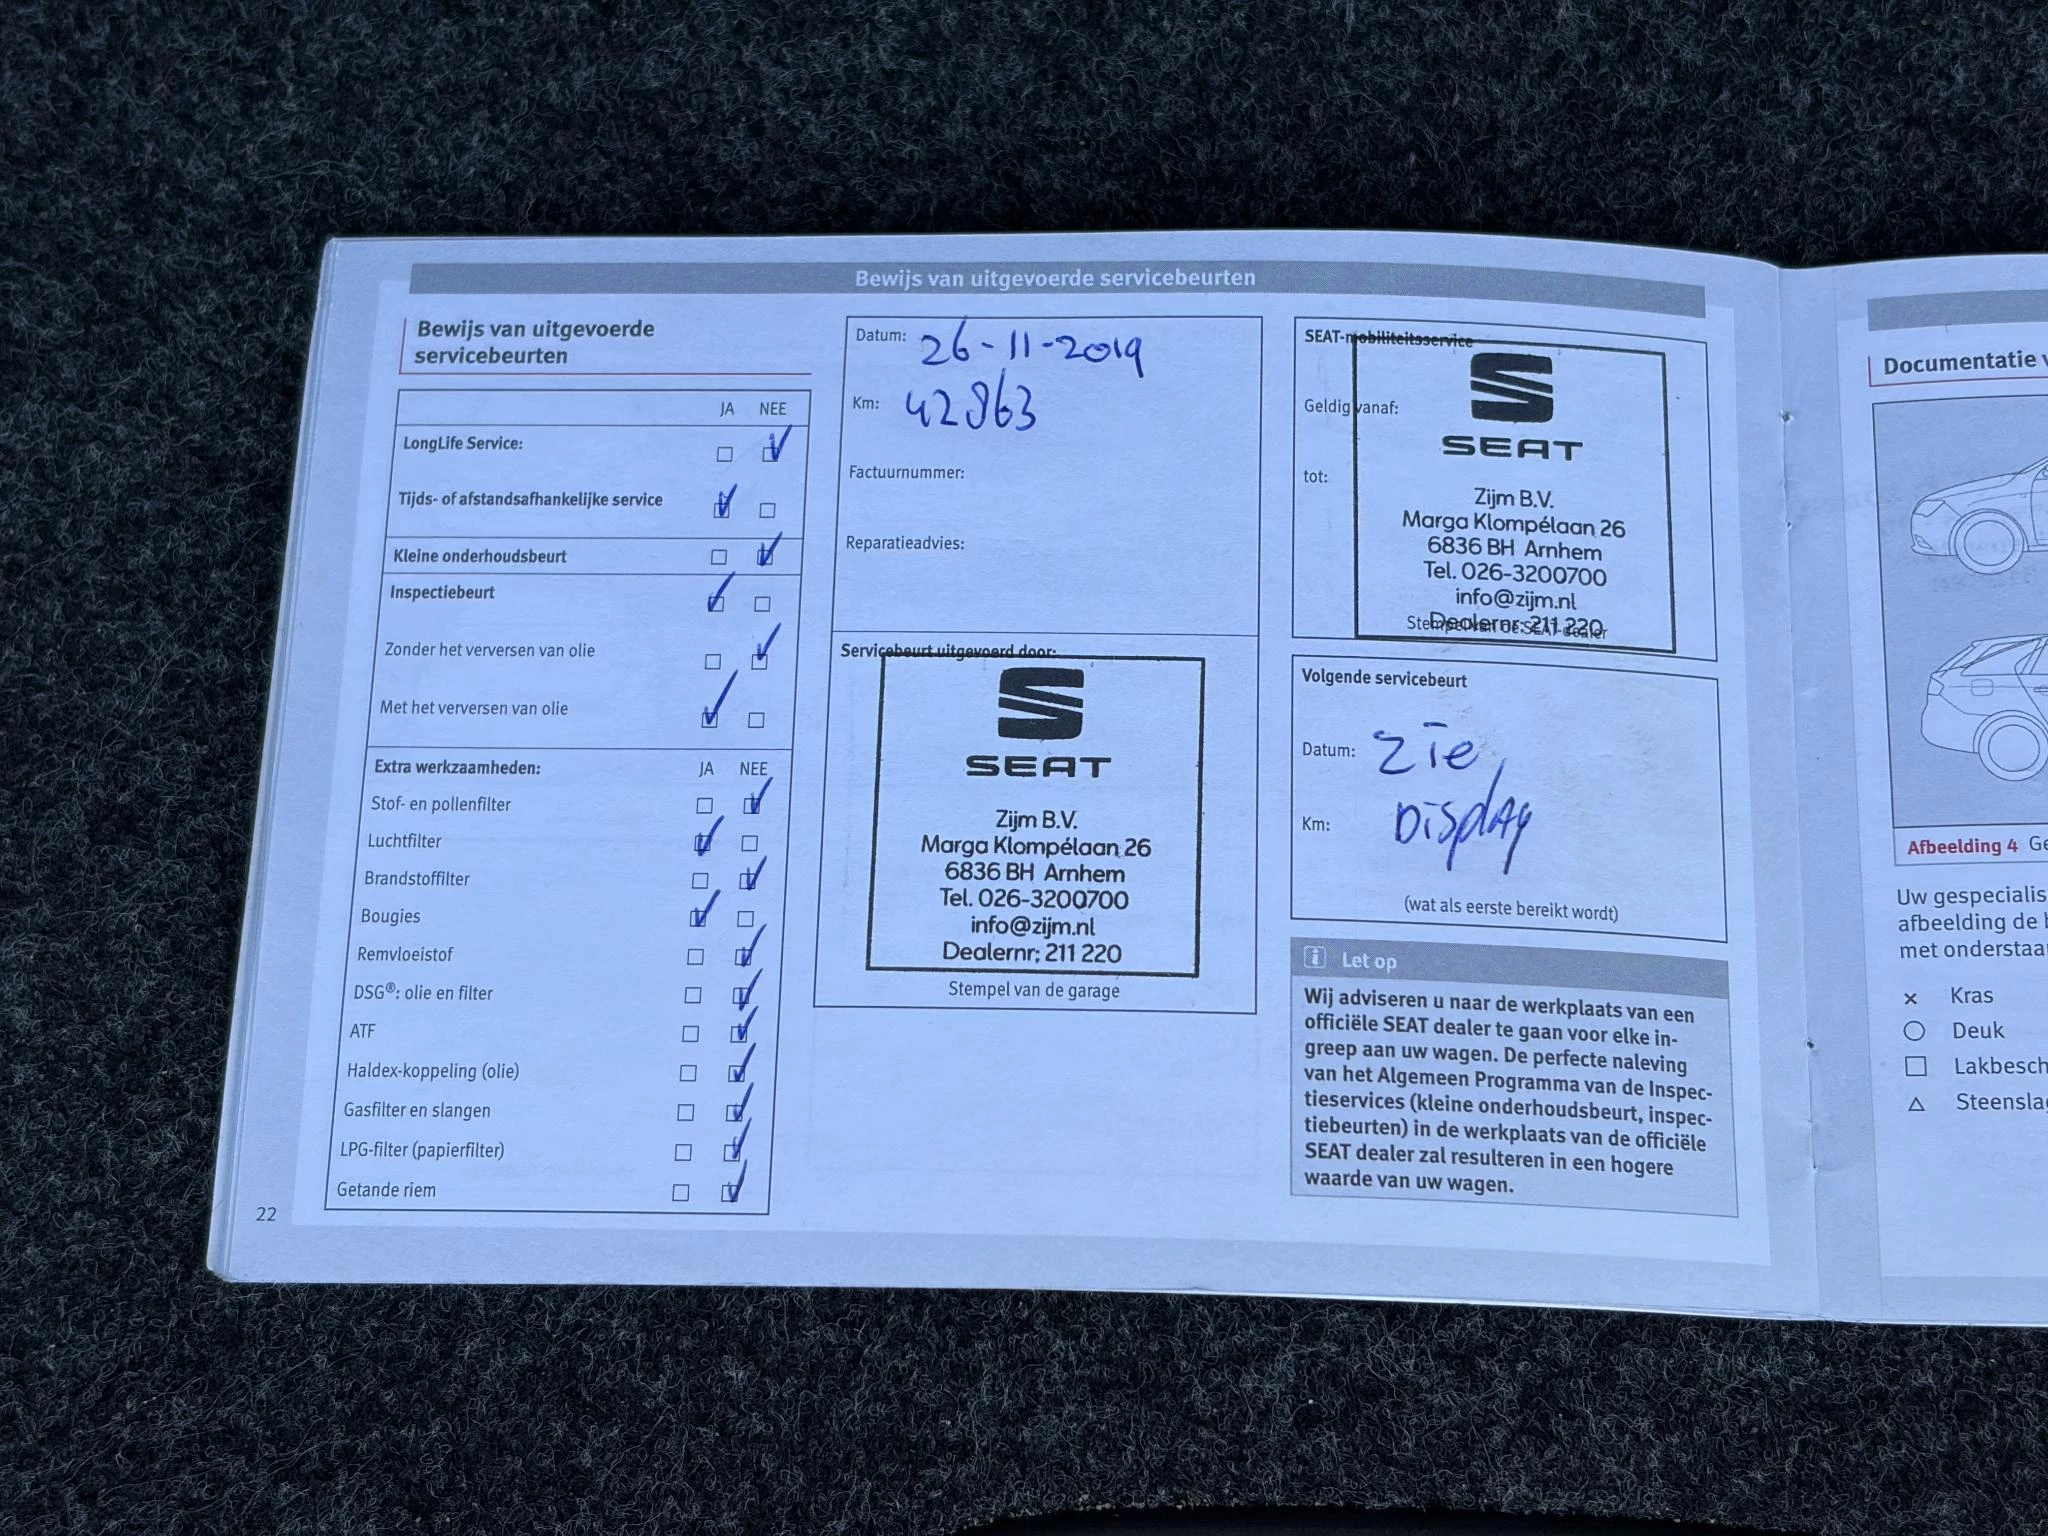 Bewijs van uitgevoerde servicebeurten
Bewijs van uitgevoerde
servicebeurten
JA NEE
LongLife Service:
Tijds- of afstandsafhankelijke service
Kleine onderhoudsbeurt
Inspectiebeurt
Zonder het verversen van olie
Met het verversen van olie
Extra werkzaamheden: JA NEE
Stof- en pollenfilter
Luchtfilter
Brandstoffilter
Bougies
Remvloeistof
DSG®: olie en filter
ATF
Haldex-koppeling (olie)
Gasfilter en slangen
LPG-filter (papierfilter)
Getande riem
22
Datum: 26-11-2019
Km: 42863
Factuurnummer:
Reparatieadvies:
Servicebeurt uitgevoerd door:
SEAT
Zijm B.V.
Marga Klompélaan 26
6836 BH Arnhem
Tel. 026-3200700
info@zijm.nl
Dealernr: 211 220
Stempel van de garage
SEAT-mobiliteitsservice
Geldig vanaf:
tot:
SEAT
Zijm B.V.
Marga Klompélaan 26
6836 BH Arnhem
Tel. 026-3200700
info@zijm.nl
Dealernr: 211 220
Stempel van de SEAT-dealer
Volgende servicebeurt
Datum: zie
Km: Display
(wat als eerste bereikt wordt)
i Let op
Wij adviseren u naar de werkplaats van een
officiële SEAT dealer te gaan voor elke in-
greep aan uw wagen. De perfecte naleving
van het Algemeen Programma van de Inspec-
tieservices (kleine onderhoudsbeurt, inspec-
tiebeurten) in de werkplaats van de officiële
SEAT dealer zal resulteren in een hogere
waarde van uw wagen.
Documentatie
Afbeelding 4 Ge
Uw gespecialis
afbeelding de
met onderstaa
Kras
Deuk
Lakbesch
Steensla